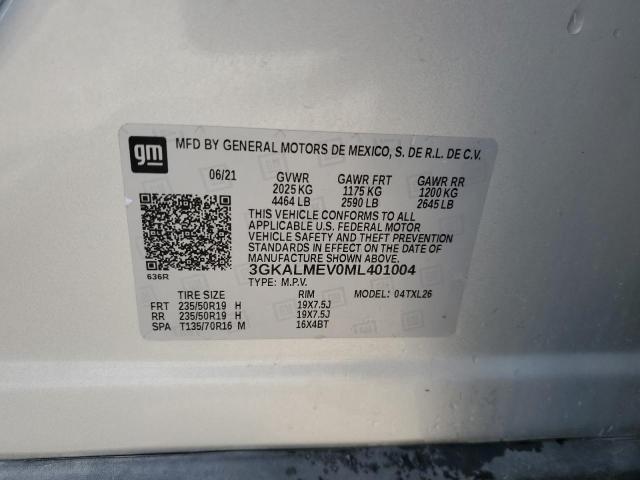 gm
MFD BY GENERAL MOTORS DE MEXICO, S. DE R.L. DE C.V.
06/21 GVWR GAWR FRT GAWR RR
2025 KG 1175 KG 1200 KG
4464 LB 2590 LB 2645 LB
THIS VEHICLE CONFORMS TO ALL
APPLICABLE U.S. FEDERAL MOTOR
VEHICLE SAFETY AND THEFT PREVENTION
STANDARDS IN EFFECT ON THE DATE OF
MANUFACTURE SHOWN ABOVE.
636R 3GKALMEV0ML401004
TYPE: M.P.V.
TIRE SIZE RIM MODEL: 04TXL26
FRT 235/50R19 H 19X7.5J
RR 235/50R19 H 19X7.5J
SPA T135/70R16 M 16X4BT